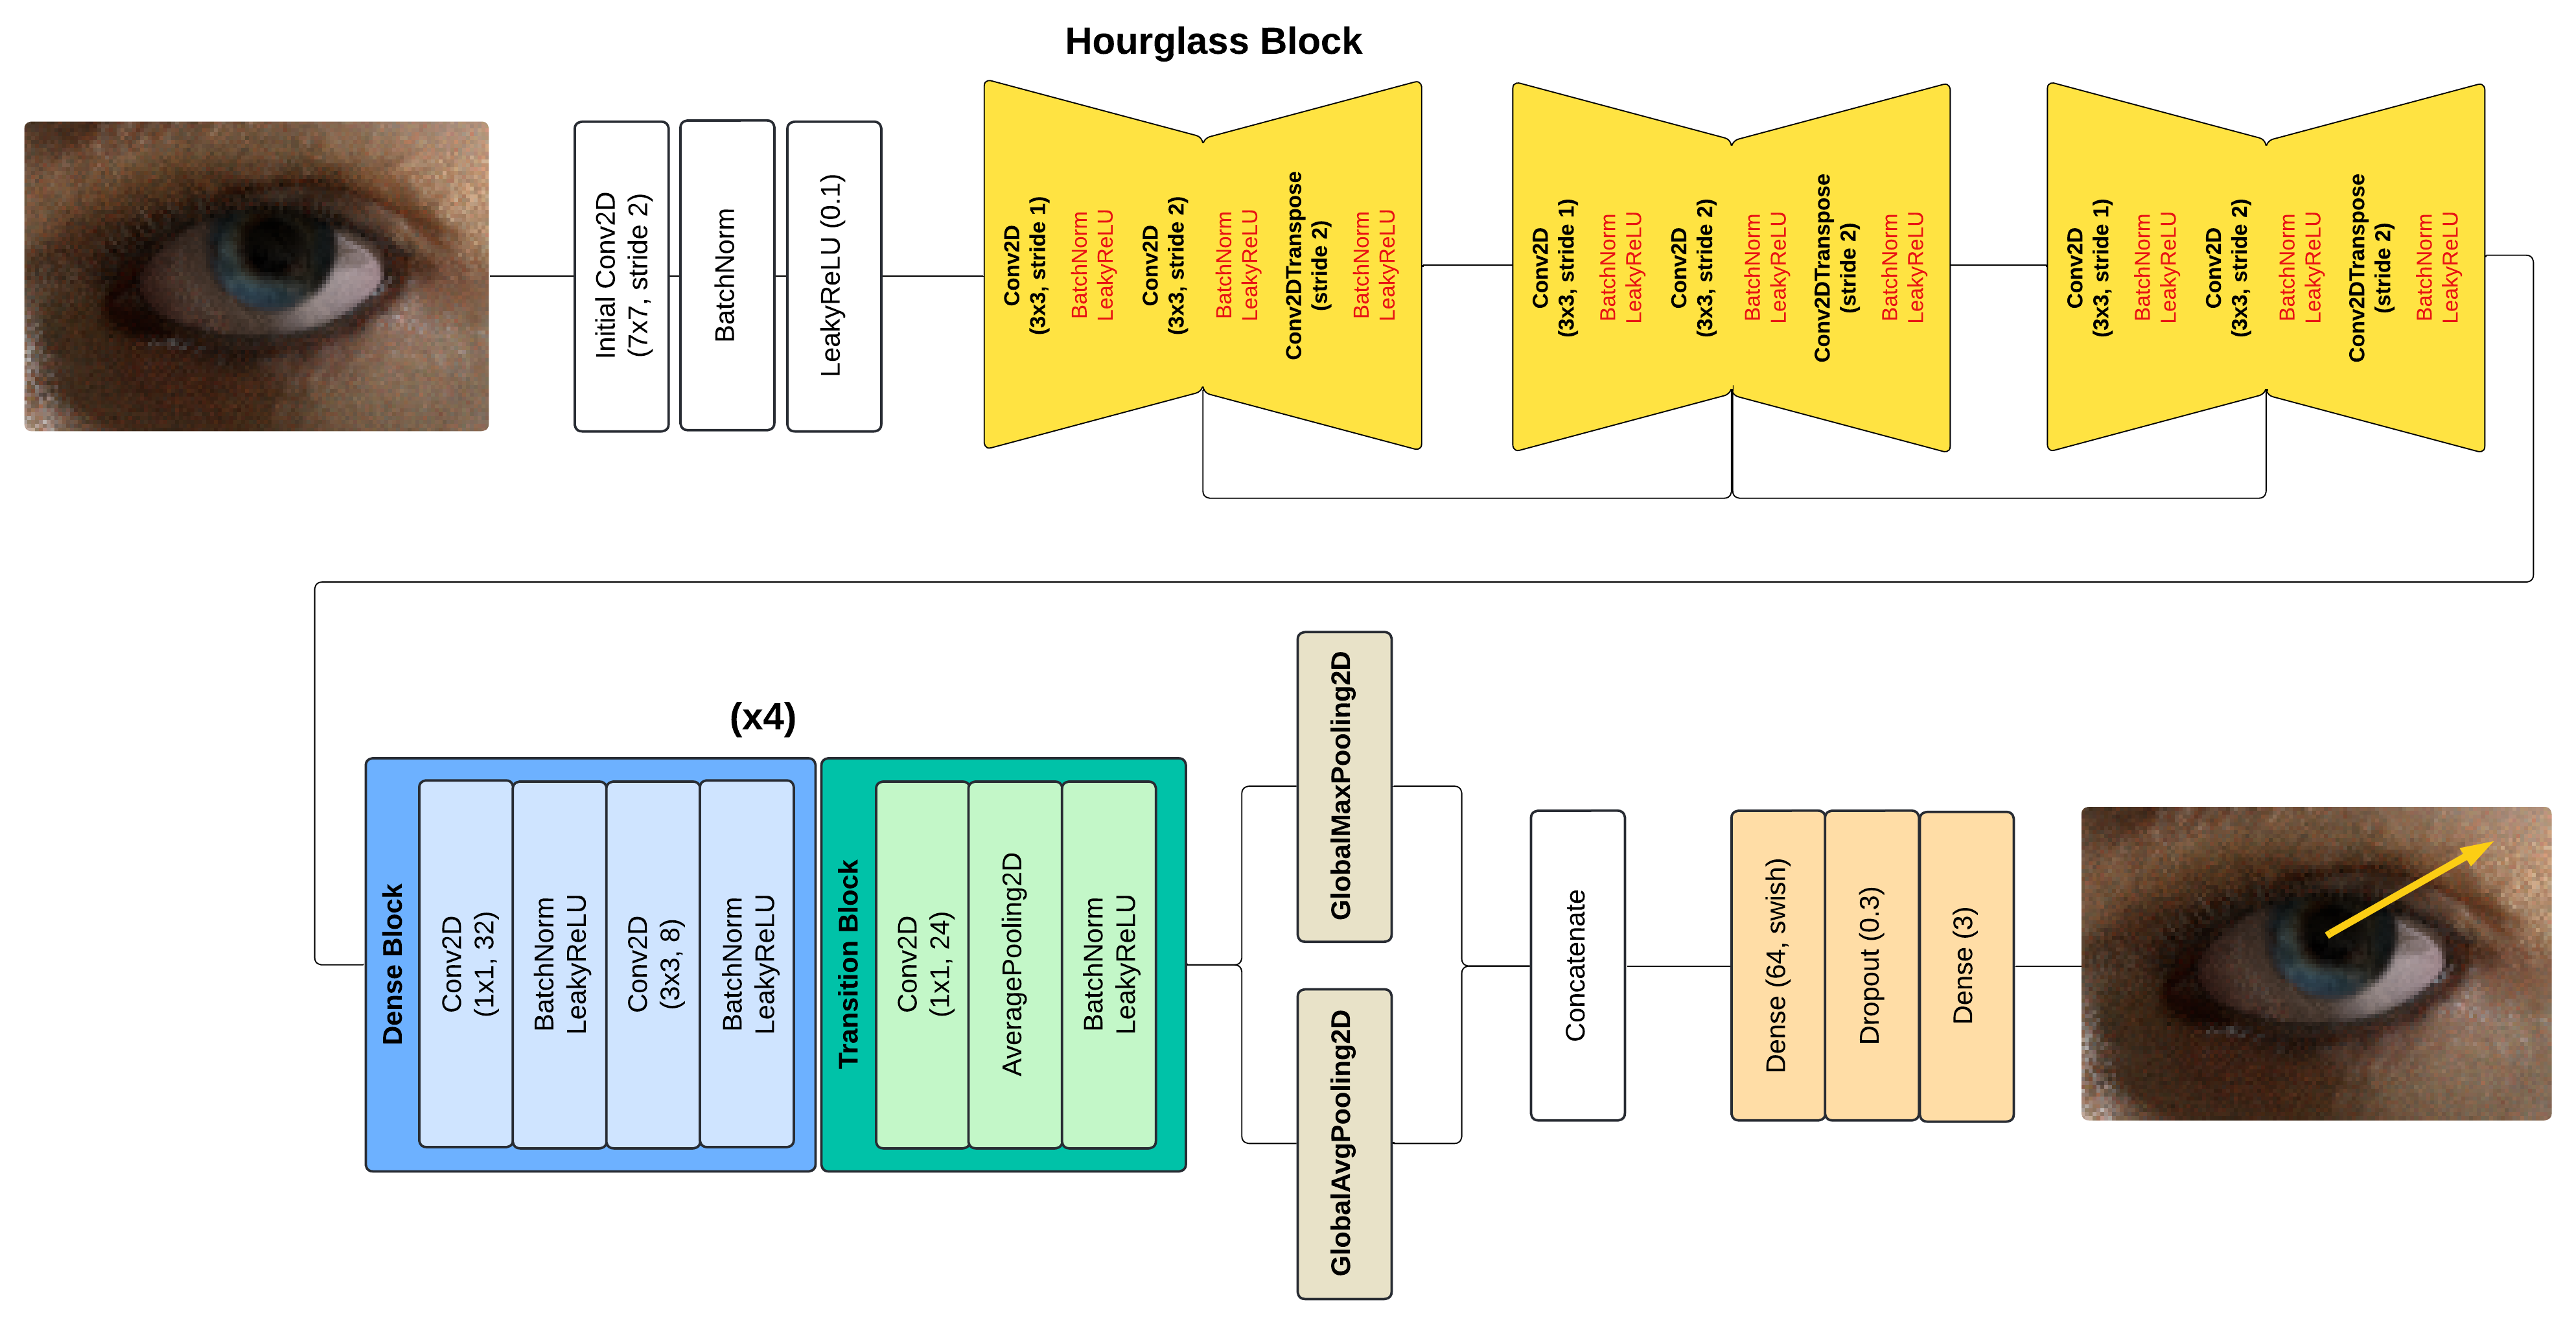 Hourglass Block
Initial Conv2D
(7x7, stride 2)
BatchNorm
LeakyReLU (0.1)
Conv2D
(3x3, stride 1)
BatchNorm
LeakyReLU
Conv2D
(3x3, stride 2)
BatchNorm
LeakyReLU
Conv2DTranspose
(stride 2)
BatchNorm
LeakyReLU
Conv2D
(3x3, stride 1)
BatchNorm
LeakyReLU
Conv2D
(3x3, stride 2)
BatchNorm
LeakyReLU
Conv2DTranspose
(stride 2)
BatchNorm
LeakyReLU
Conv2D
(3x3, stride 1)
BatchNorm
LeakyReLU
Conv2D
(3x3, stride 2)
BatchNorm
LeakyReLU
Conv2DTranspose
(stride 2)
BatchNorm
LeakyReLU
(x4)
Dense Block
Conv2D
(1x1, 32)
BatchNorm
LeakyReLU
Conv2D
(3x3, 8)
BatchNorm
LeakyReLU
Transition Block
Conv2D
(1x1, 24)
AveragePooling2D
BatchNorm
LeakyReLU
GlobalMaxPooling2D
GlobalAvgPooling2D
Concatenate
Dense (64, swish)
Dropout (0.3)
Dense (3)